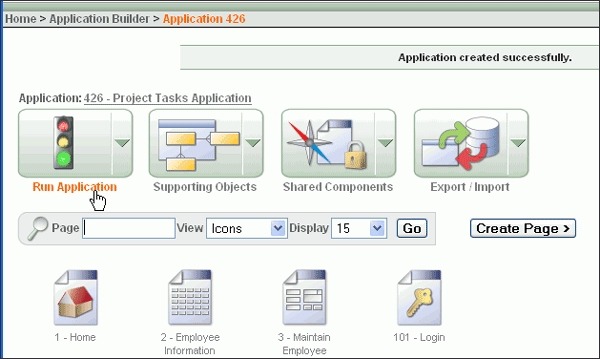 Home > Application Builder > Application 426
Application created successfully.
Application: 426 - Project Tasks Application
Run Application Supporting Objects Shared Components Export / Import
Page View Icons Display 15 Go Create Page >
1 - Home 2 - Employee 3 - Maintain 101 - Login
Information Employee